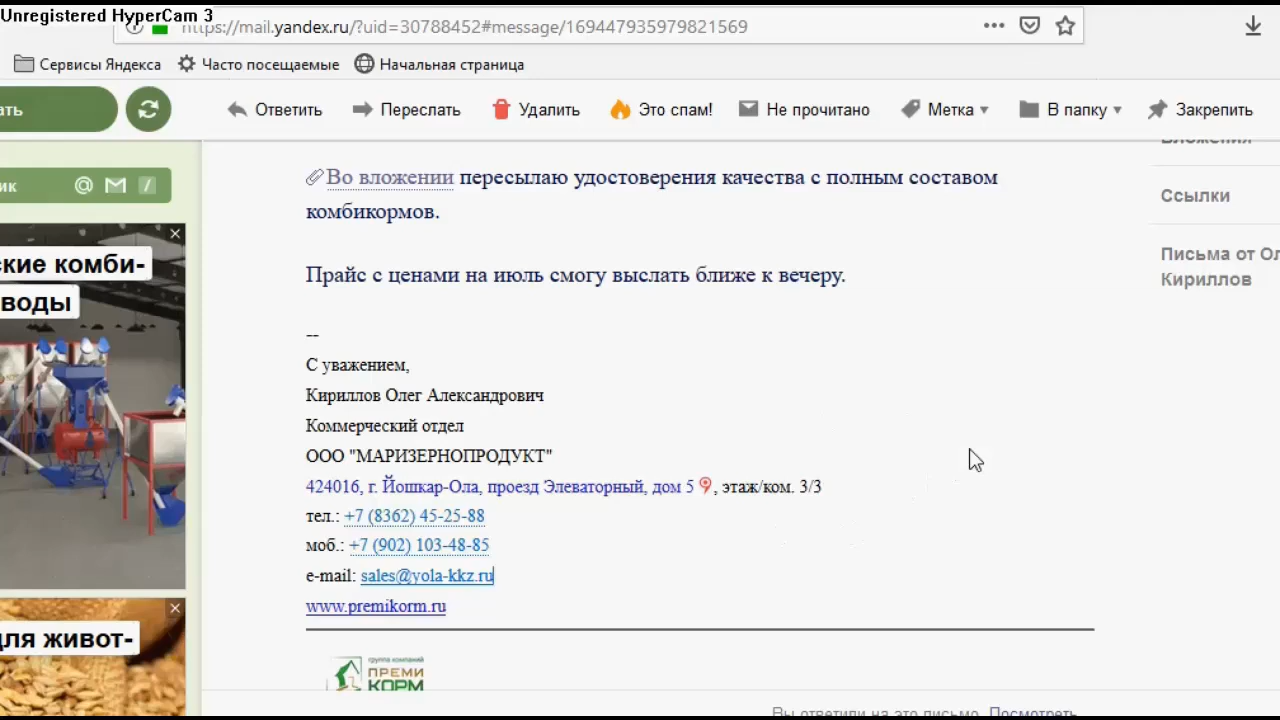 Unregistered HyperCam 3
https://mail.yandex.ru/?uid=30788452#message/169447935979821569
Сервисы Яндекса Часто посещаемые Начальная страница
ать Ответить Переслать Удалить Это спам! Не прочитано Метка В папку Закрепить
Вложения
Во вложении пересылаю удостоверения качества с полным составом
комбикормов.
ик
Ссылки
Письма от Ол
Кириллов
ские комби-
воды
Прайс с ценами на июль смогу выслать ближе к вечеру.
--
С уважением,
Кириллов Олег Александрович
Коммерческий отдел
ООО "МАРИЗЕРНОПРОДУКТ"
424016, г. Йошкар-Ола, проезд Элеваторный, дом 5, этаж/ком. 3/3
тел.: +7 (8362) 45-25-88
моб.: +7 (902) 103-48-85
e-mail: sales@yola-kkz.ru
www.premikorm.ru
для живот-
группа компаний
ПРЕМИ
КОРМ
Вы ответили на это письмо. Посмотреть